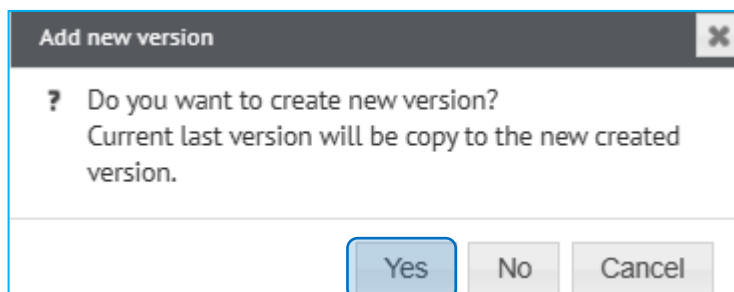 Add new version
? Do you want to create new version?
Current last version will be copy to the new created
version.
Yes No Cancel